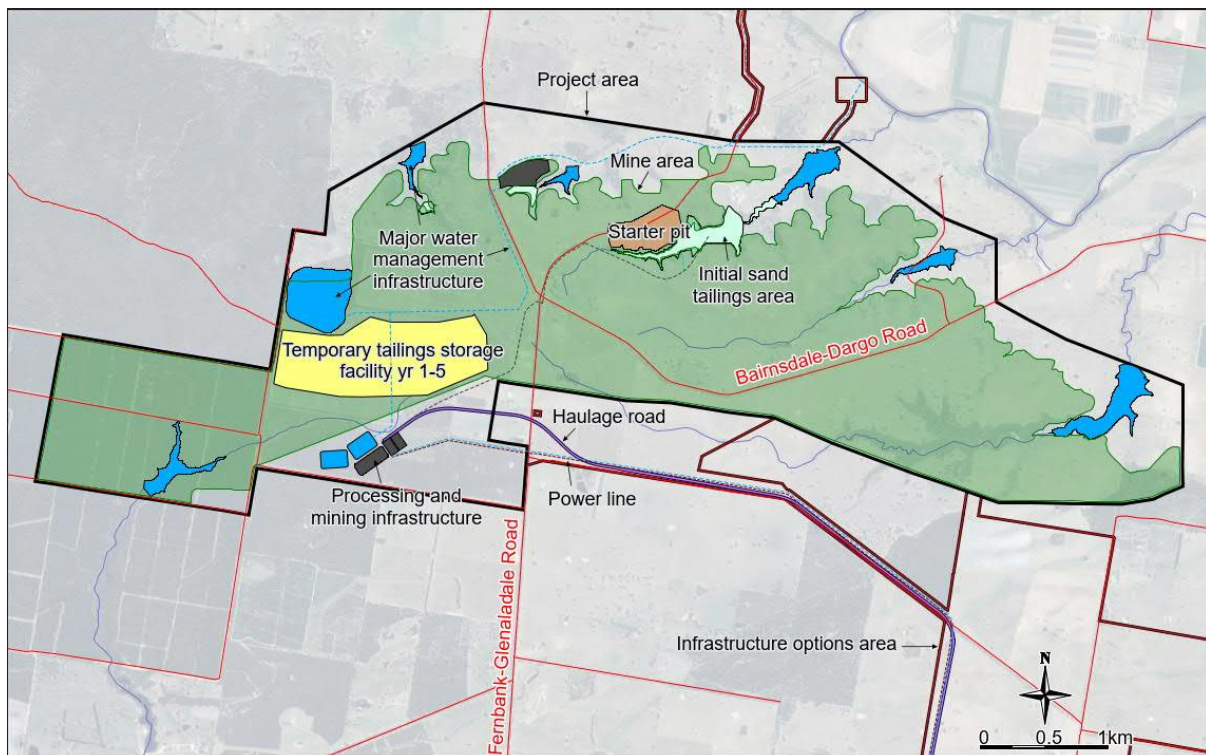 Project area
Mine area
Starter pit
Major water
management
infrastructure
Initial sand
tailings area
Temporary tailings storage
facility yr 1-5
Bairnsdale-Dargo Road
Haulage road
Power line
Processing and
mining infrastructure
Fernbank-Glenaladale Road
Infrastructure options area
N
0 0.5 1km